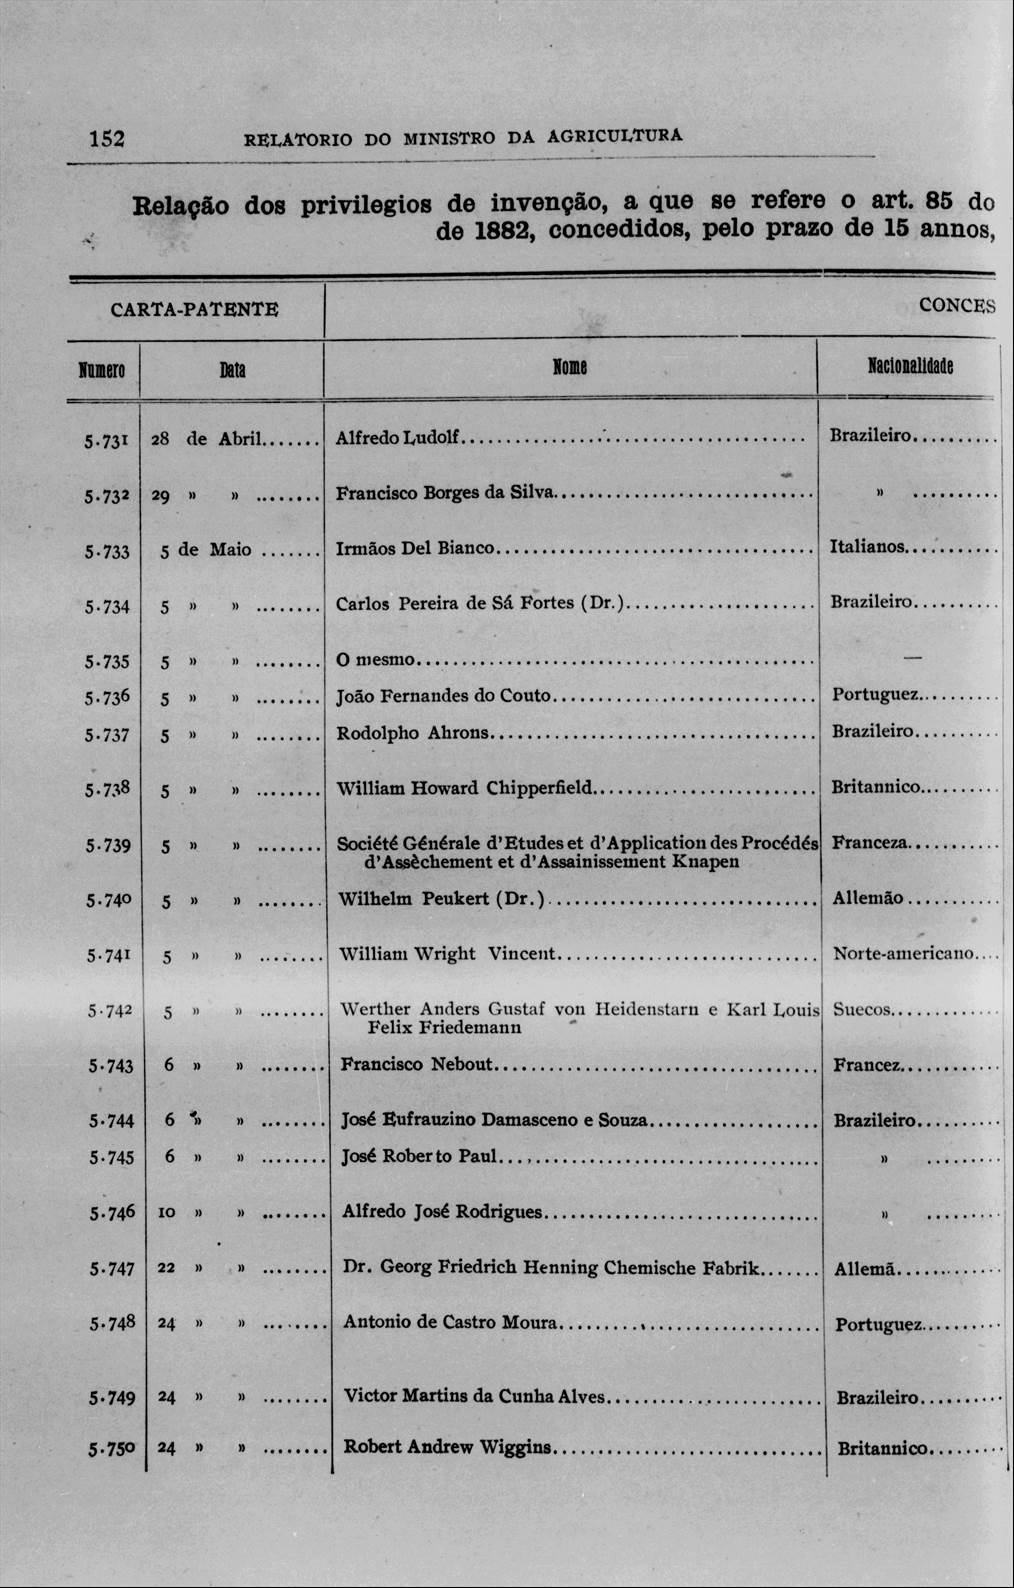 152 RELATORIO DO MINISTRO DA AGRICULTURA
Relação dos privilegios de invenção, a que se refere o art. 85 do
de 1882, concedidos, pelo prazo de 15 annos,
CARTA-PATENTE CONCES
Numero Data Nome Nacionalidade
5.731 28 de Abril....... Alfredo Ludolf...................................... Brazileiro..........
5.732 29 » » ........ Francisco Borges da Silva............................. » ..........
5.733 5 de Maio ....... Irmãos Del Bianco................................... Italianos...........
5.734 5 » » ........ Carlos Pereira de Sá Fortes (Dr.)..................... Brazileiro..........
5.735 5 » » ........ O mesmo............................................ —
5.736 5 » » ........ João Fernandes do Couto............................. Portuguez..........
5.737 5 » » ........ Rodolpho Ahrons.................................... Brazileiro..........
5.738 5 » » ........ William Howard Chipperfield......................... Britannico..........
5.739 5 » » ........ Société Générale d'Etudes et d'Application des Procédés Franceza...........
d'Assèchement et d'Assainissement Knapen
5.740 5 » » ........ Wilhelm Peukert (Dr.).............................. Allemão...........
5.741 5 » » ........ William Wright Vincent............................. Norte-americano....
5.742 5 » » ........ Werther Anders Gustaf von Heidenstarn e Karl Louis Suecos.............
Felix Friedemann
5.743 6 » » ........ Francisco Nebout.................................... Francez............
5.744 6 » » ........ José Eufrauzino Damasceno e Souza................... Brazileiro..........
5.745 6 » » ........ José Roberto Paul................................... » .........
5.746 10 » » ........ Alfredo José Rodrigues.............................. » .........
5.747 22 » » ........ Dr. Georg Friedrich Henning Chemische Fabrik....... Allemã............
5.748 24 » » ........ Antonio de Castro Moura............................. Portuguez..........
5.749 24 » » ........ Victor Martins da Cunha Alves........................ Brazileiro..........
5.750 24 » » ........ Robert Andrew Wiggins.............................. Britannico.........